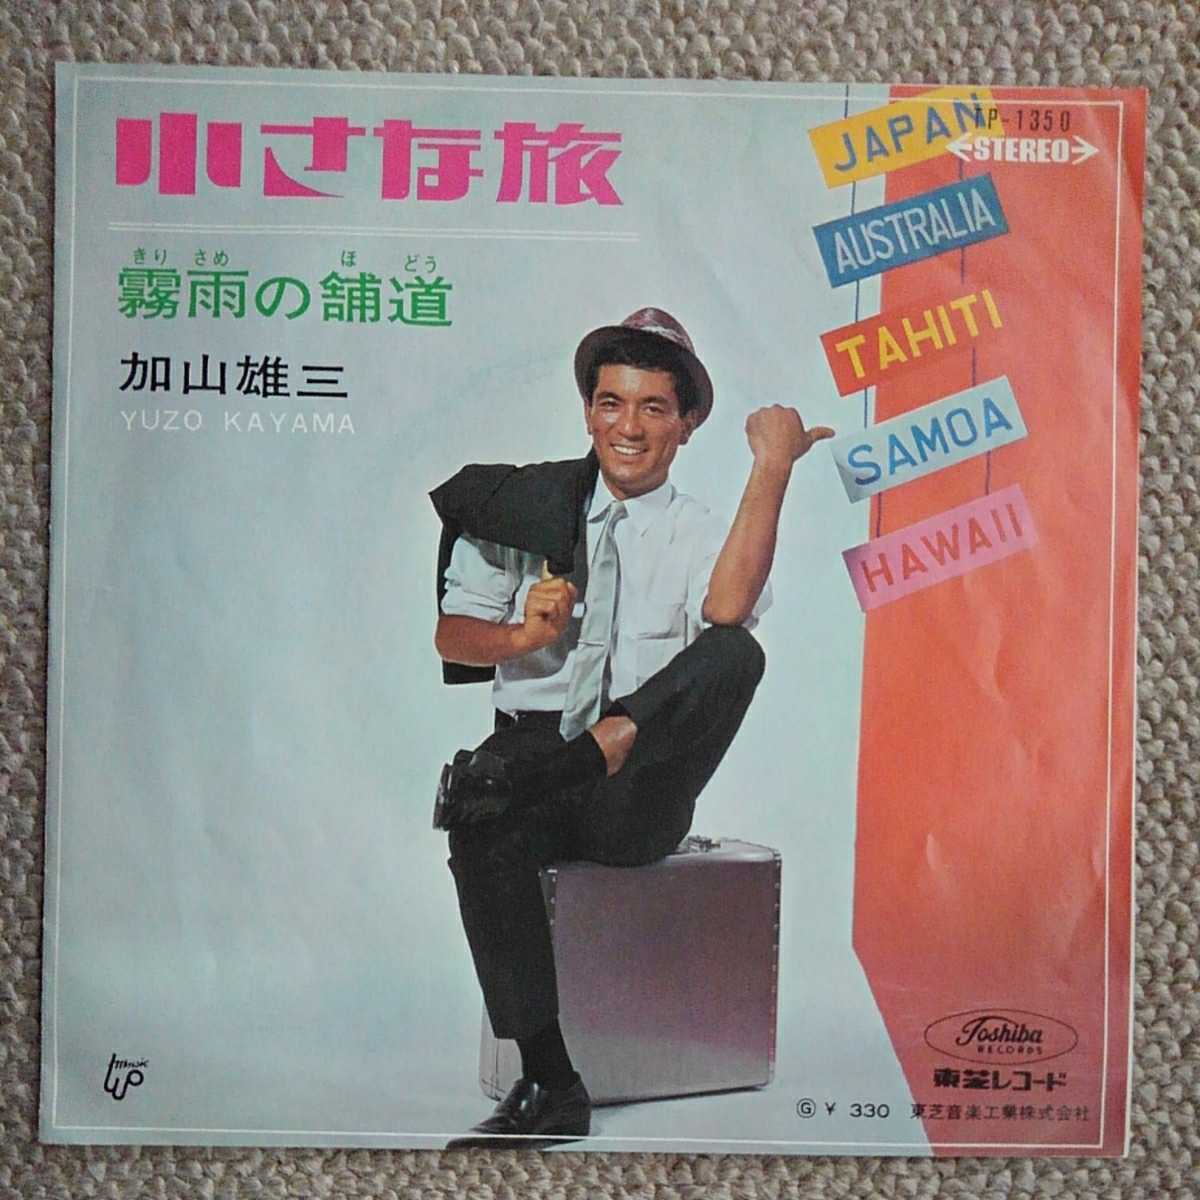 小さな旅
きりさめ ほどう
霧雨の舗道
加山雄三
YUZO KAYAMA
TP-1350
STEREO
JAPAN
AUSTRALIA
TAHITI
SAMOA
HAWAII
music
up
Toshiba
RECORDS
東芝レコード
Ⓖ ¥ 330 東芝音楽工業株式会社